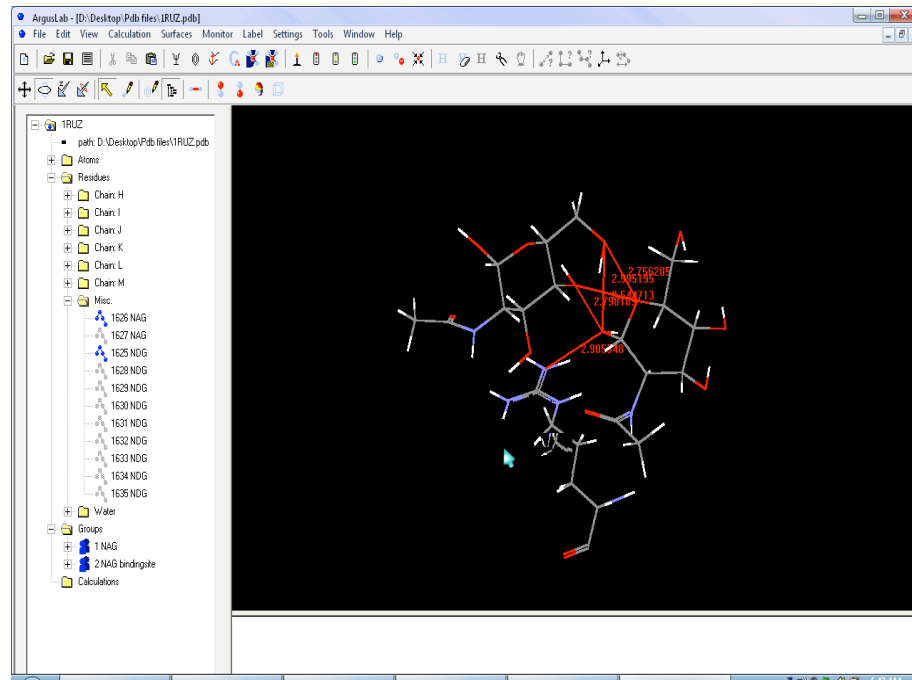 ArgusLab - [D:\Desktop\Pdb files\1RUZ.pdb]
File Edit View Calculation Surfaces Monitor Label Settings Tools Window Help
1RUZ
path: D:\Desktop\Pdb files\1RUZ.pdb
Atoms
Residues
Chain: H
Chain: I
Chain: J
Chain: K
Chain: L
Chain: M
Misc.
1626 NAG
1627 NAG
1625 NDG
1628 NDG
1629 NDG
1630 NDG
1631 NDG
1632 NDG
1633 NDG
1634 NDG
1635 NDG
Water
Groups
1 NAG
2 NAG bindingsite
Calculations
2.756205
2.995195